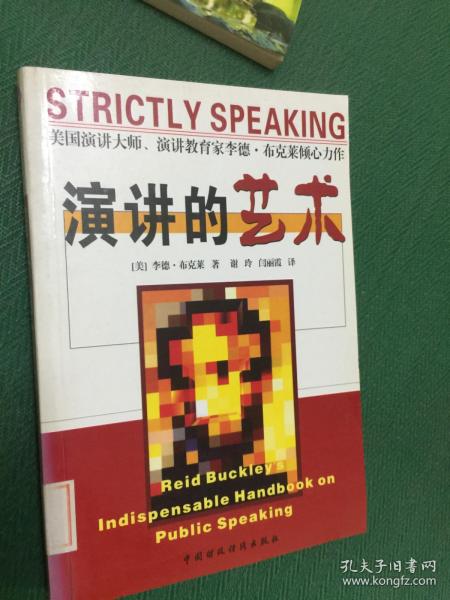 STRICTLY SPEAKING
美国演讲大师、演讲教育家李德·布克莱倾心力作
演讲的艺术
[美] 李德·布克莱 著 谢 玲 闫丽霞 译
Reid Buckley's
Indispensable Handbook on
Public Speaking
中国财政经济出版社
孔夫子旧书网
www.kongfz.com